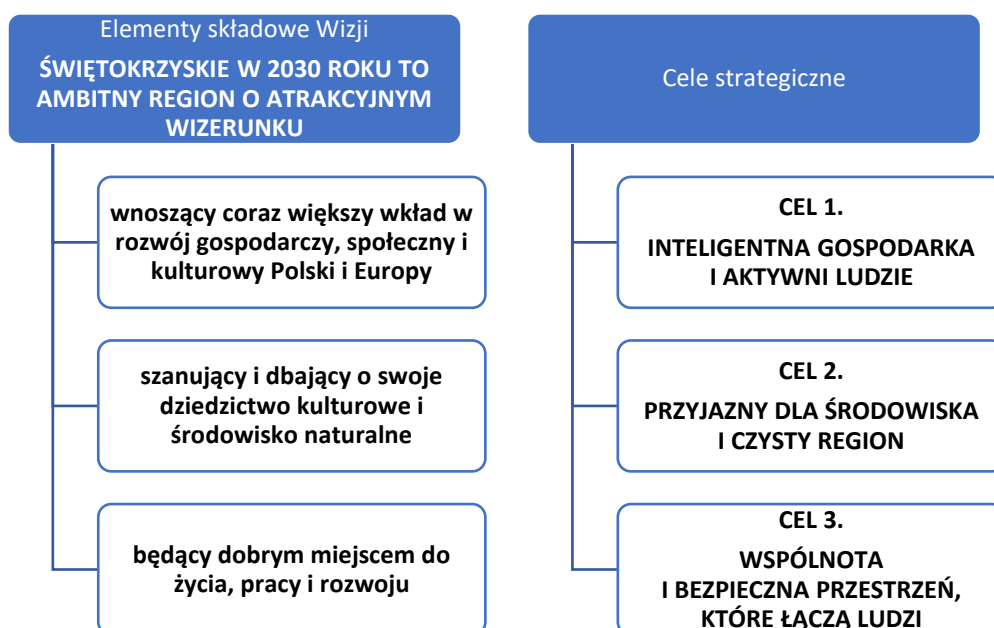 Elementy składowe Wizji
ŚWIĘTOKRZYSKIE W 2030 ROKU TO
AMBITNY REGION O ATRAKCYJNYM
WIZERUNKU
wnoszący coraz większy wkład w
rozwój gospodarczy, społeczny i
kulturowy Polski i Europy
szanujący i dbający o swoje
dziedzictwo kulturowe i
środowisko naturalne
będący dobrym miejscem do
życia, pracy i rozwoju
Cele strategiczne
CEL 1.
INTELIGENTNA GOSPODARKA
I AKTYWNI LUDZIE
CEL 2.
PRZYJAZNY DLA ŚRODOWISKA
I CZYSTY REGION
CEL 3.
WSPÓLNOTA
I BEZPIECZNA PRZESTRZEŃ,
KTÓRE ŁĄCZĄ LUDZI